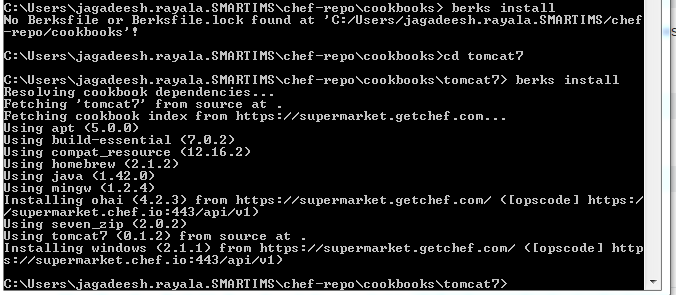 C:\Users\jagadeesh.rayala.SMARTIMS\chef-repo\cookbooks> berks install
No Berksfile or Berksfile.lock found at 'C:/Users/jagadeesh.rayala.SMARTIMS/chef
-repo/cookbooks'!
C:\Users\jagadeesh.rayala.SMARTIMS\chef-repo\cookbooks>cd tomcat7
C:\Users\jagadeesh.rayala.SMARTIMS\chef-repo\cookbooks\tomcat7> berks install
Resolving cookbook dependencies...
Fetching 'tomcat7' from source at .
Fetching cookbook index from https://supermarket.getchef.com...
Using apt (5.0.0)
Using build-essential (7.0.2)
Using compat_resource (12.16.2)
Using homebrew (2.1.2)
Using java (1.42.0)
Using mingw (1.2.4)
Installing ohai (4.2.3) from https://supermarket.getchef.com/ ([opscode] https:/
/supermarket.chef.io:443/api/v1)
Using seven_zip (2.0.2)
Using tomcat7 (0.1.2) from source at .
Installing windows (2.1.1) from https://supermarket.getchef.com/ ([opscode] http
s://supermarket.chef.io:443/api/v1)
C:\Users\jagadeesh.rayala.SMARTIMS\chef-repo\cookbooks\tomcat7>